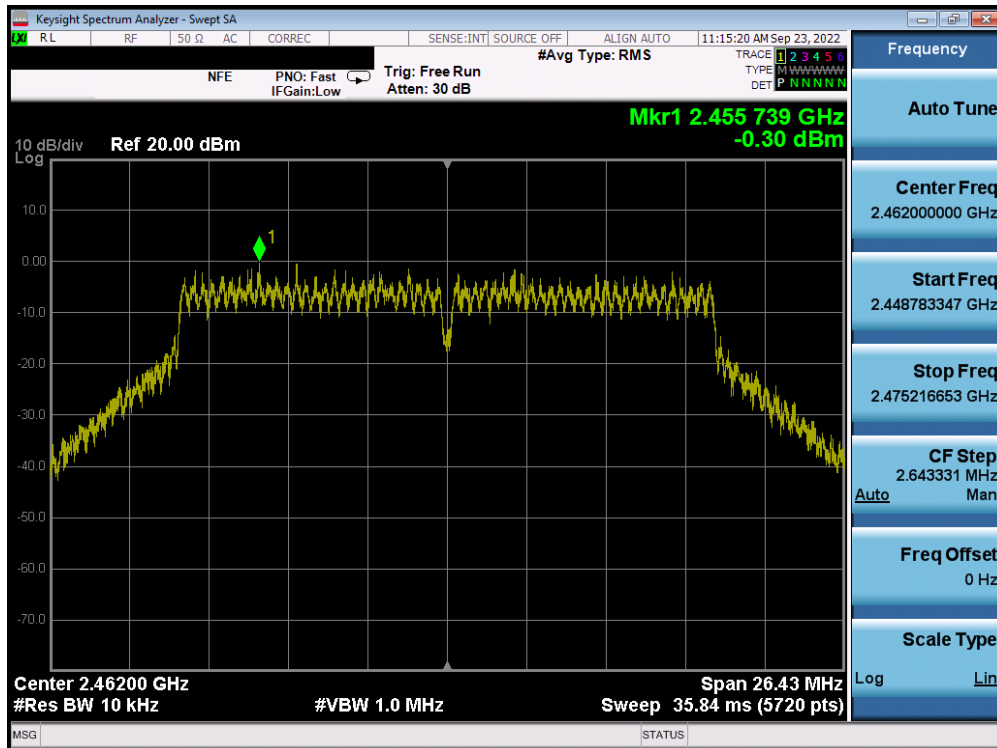 Keysight Spectrum Analyzer - Swept SA
LXI RL RF 50 Ω AC CORREC SENSE:INT SOURCE OFF ALIGN AUTO 11:15:20 AM Sep 23, 2022
#Avg Type: RMS TRACE 1 2 3 4 5 6
NFE PNO: Fast Trig: Free Run TYPE M W W W W W
IFGain:Low Atten: 30 dB DET P N N N N N
Mkr1 2.455 739 GHz
-0.30 dBm
10 dB/div Ref 20.00 dBm
Log
1
10.0
0.00
-10.0
-20.0
-30.0
-40.0
-50.0
-60.0
-70.0
Center 2.46200 GHz Span 26.43 MHz
#Res BW 10 kHz #VBW 1.0 MHz Sweep 35.84 ms (5720 pts)
MSG STATUS
Frequency
Auto Tune
Center Freq
2.462000000 GHz
Start Freq
2.448783347 GHz
Stop Freq
2.475216653 GHz
CF Step
2.643331 MHz
Auto Man
Freq Offset
0 Hz
Scale Type
Log Lin